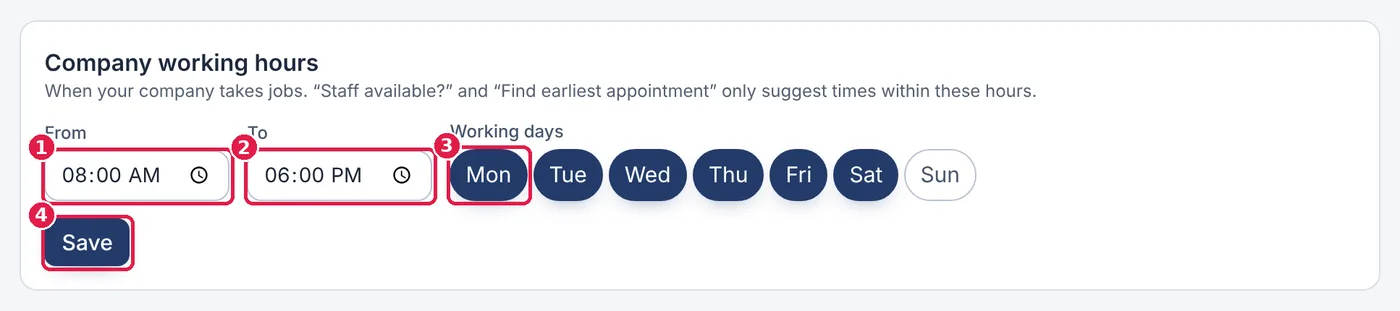 Company working hours
When your company takes jobs. “Staff available?” and “Find earliest appointment” only suggest times within these hours.
From To Working days
1 08:00 AM 2 06:00 PM 3 Mon Tue Wed Thu Fri Sat Sun
4 Save